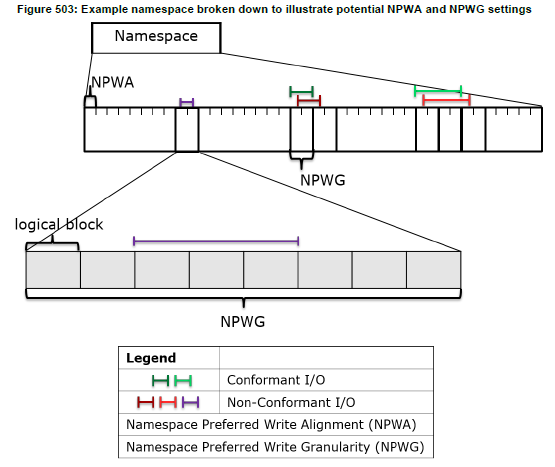 Figure 503: Example namespace broken down to illustrate potential NPWA and NPWG settings
Namespace
NPWA
NPWG
logical block
NPWG
Legend
Conformant I/O
Non-Conformant I/O
Namespace Preferred Write Alignment (NPWA)
Namespace Preferred Write Granularity (NPWG)